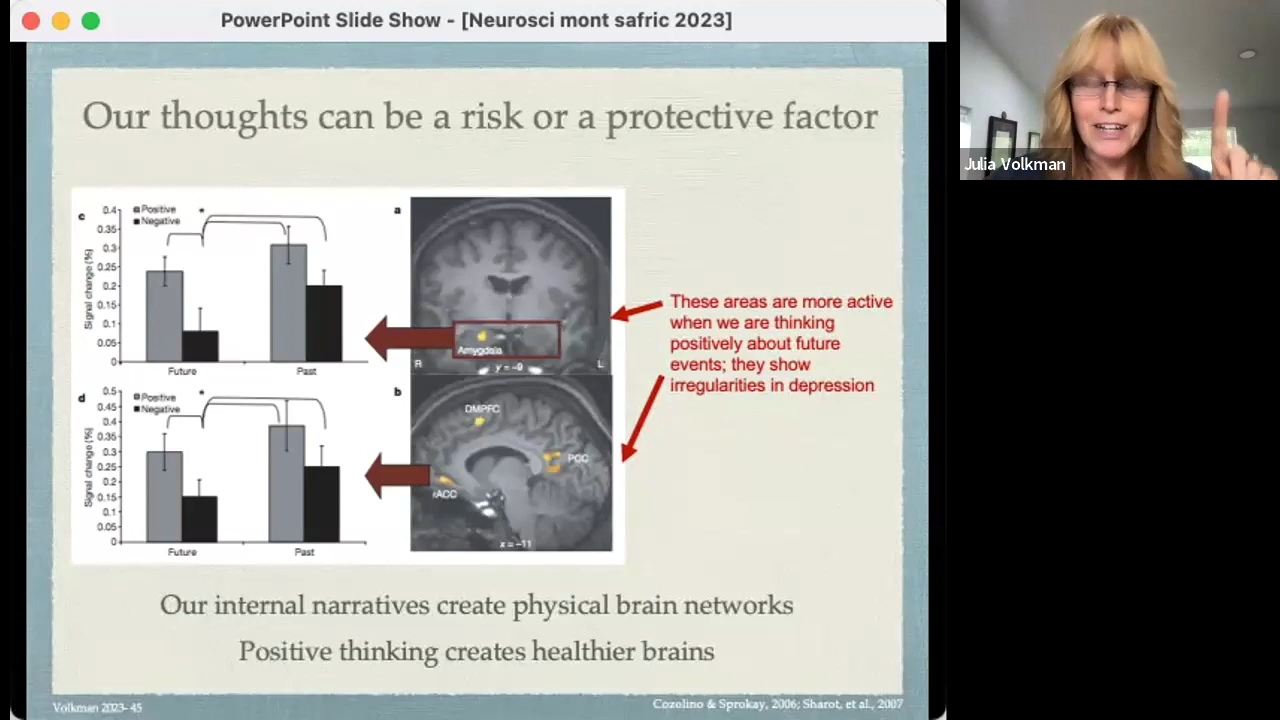 PowerPoint Slide Show - [Neurosci mont safric 2023]
Julia Volkman
Our thoughts can be a risk or a protective factor
c
Signal change (%)
0.4
0.35
0.3
0.25
0.2
0.15
0.1
0.05
0
Positive
Negative
*
Future
Past
a
Amygdala
R
y = –9
L
d
Signal change (%)
0.5
0.45
0.4
0.35
0.3
0.25
0.2
0.15
0.1
0.05
0
Positive
Negative
*
Future
Past
b
DMPFC
PCC
rACC
x = –11
These areas are more active
when we are thinking
positively about future
events; they show
irregularities in depression
Our internal narratives create physical brain networks
Positive thinking creates healthier brains
Volkman 2023- 45
Cozolino & Sprokay, 2006; Sharot, et al., 2007